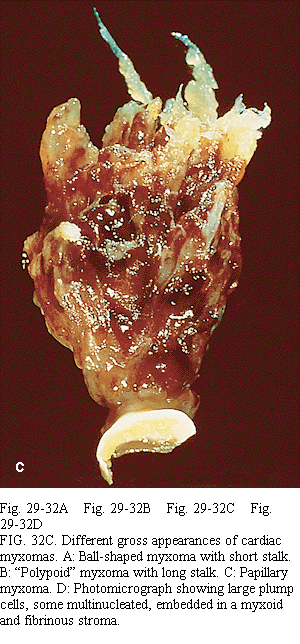 C
Fig. 29-32A Fig. 29-32B Fig. 29-32C Fig.
29-32D
FIG. 32C. Different gross appearances of cardiac
myxomas. A: Ball-shaped myxoma with short stalk.
B: “Polypoid” myxoma with long stalk. C: Papillary
myxoma. D: Photomicrograph showing large plump
cells, some multinucleated, embedded in a myxoid
and fibrinous stroma.